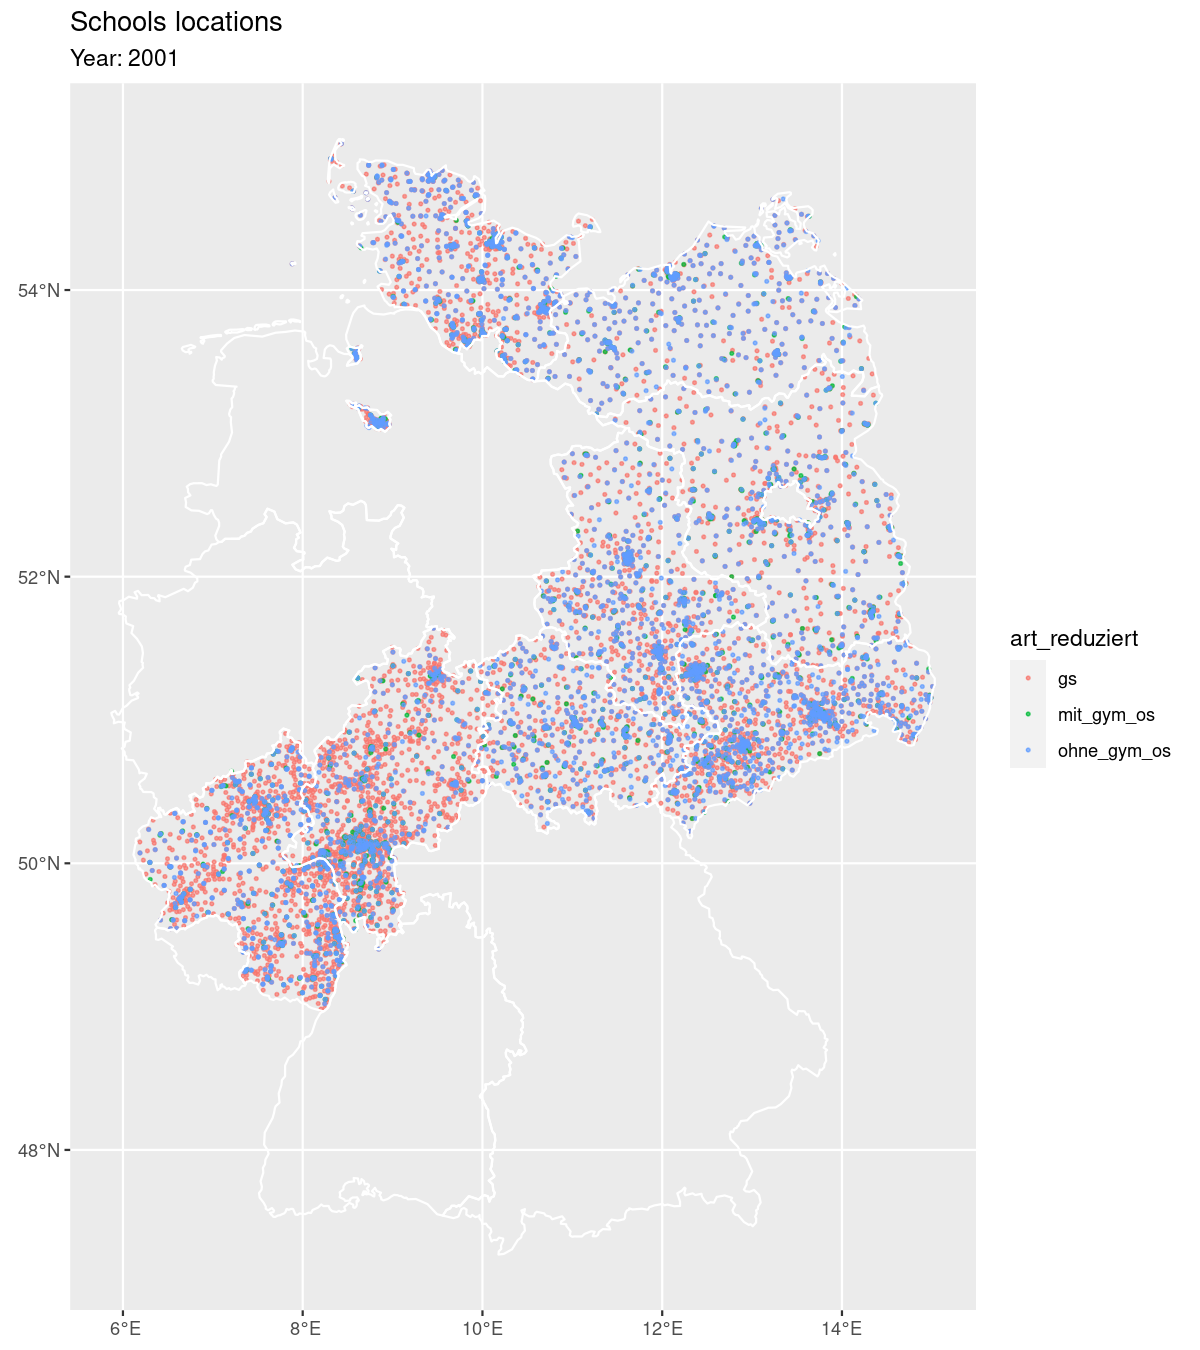 Schools locations
Year: 2001
54°N
52°N
50°N
48°N
6°E
8°E
10°E
12°E
14°E
art_reduziert
gs
mit_gym_os
ohne_gym_os